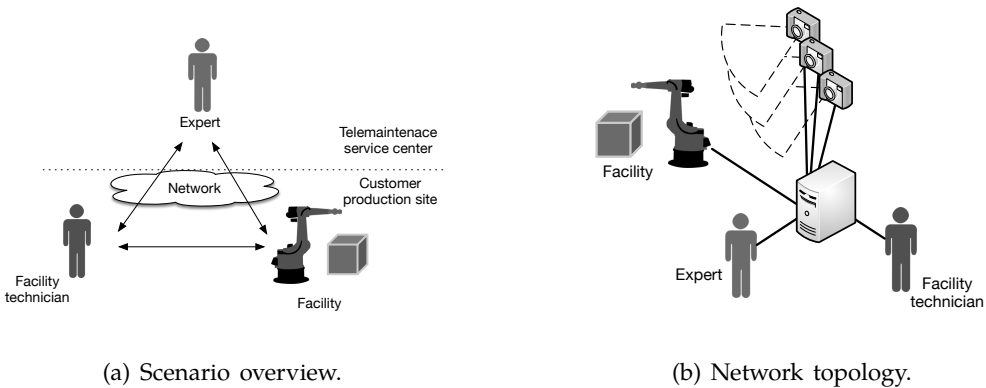 Expert
Telemaintenace
service center
Network
Customer
production site
Facility
technician
Facility
(a) Scenario overview.
Facility
Expert
Facility
technician
(b) Network topology.